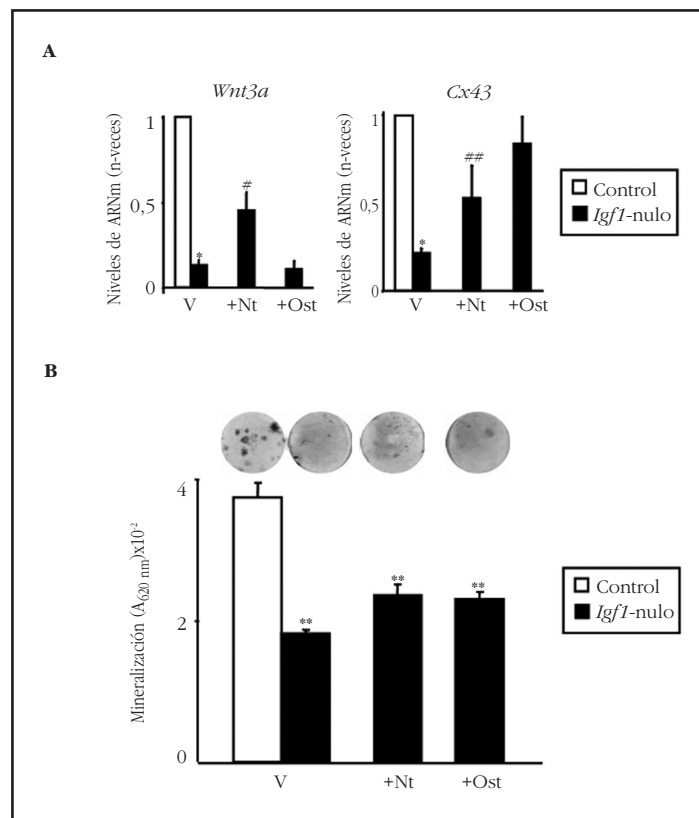 A
Wnt3a
Cx43
Niveles de ARNm (n-veces)
1
0,5
0
*
#
V
+Nt
+Ost
Niveles de ARNm (n-veces)
1
0,5
0
*
##
V
+Nt
+Ost
Control
Igf1-nulo
B
Mineralización (A620 nm)x10-2
4
2
0
**
**
**
V
+Nt
+Ost
Control
Igf1-nulo